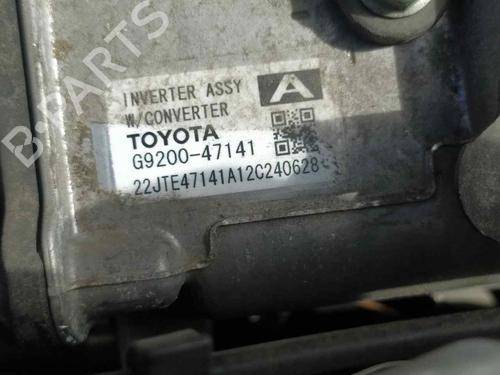 INVERTER ASSY A
W/CONVERTER
TOYOTA
G9200-47141
22JTE47141A12C240628
B-PARTS